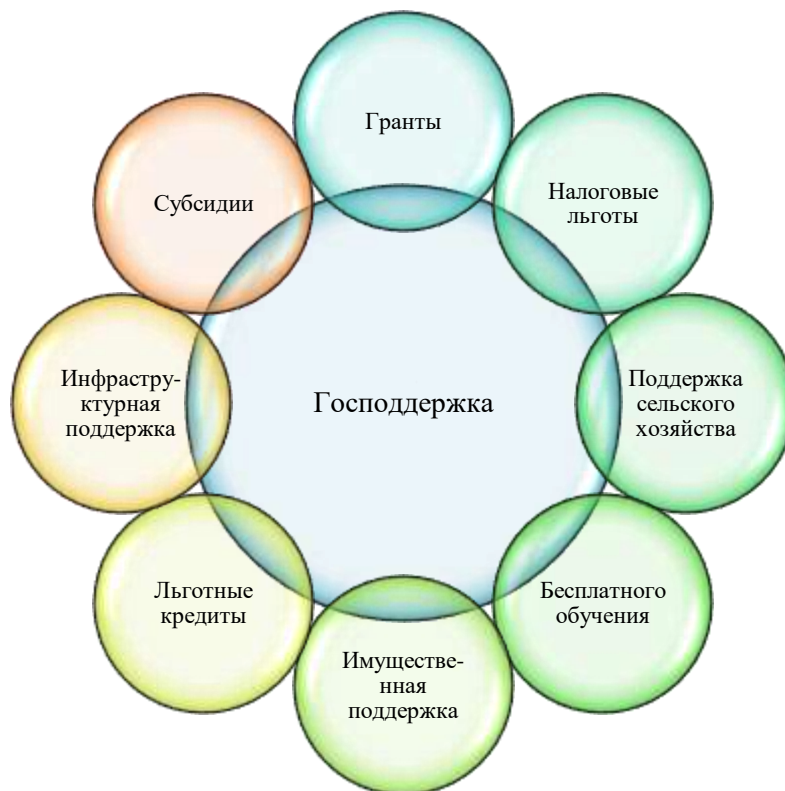 Гранты
Налоговые
льготы
Поддержка
сельского
хозяйства
Бесплатного
обучения
Имуществе-
нная
поддержка
Льготные
кредиты
Инфрастру-
ктурная
поддержка
Субсидии
Господдержка